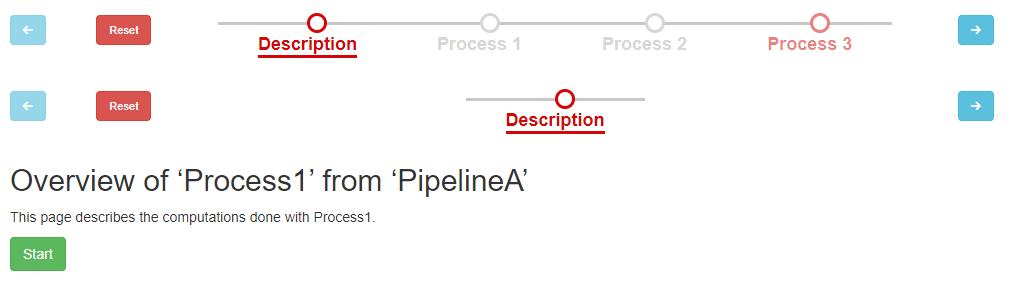 Reset
Description Process 1 Process 2 Process 3
Reset
Description
Overview of ‘Process1’ from ‘PipelineA’
This page describes the computations done with Process1.
Start